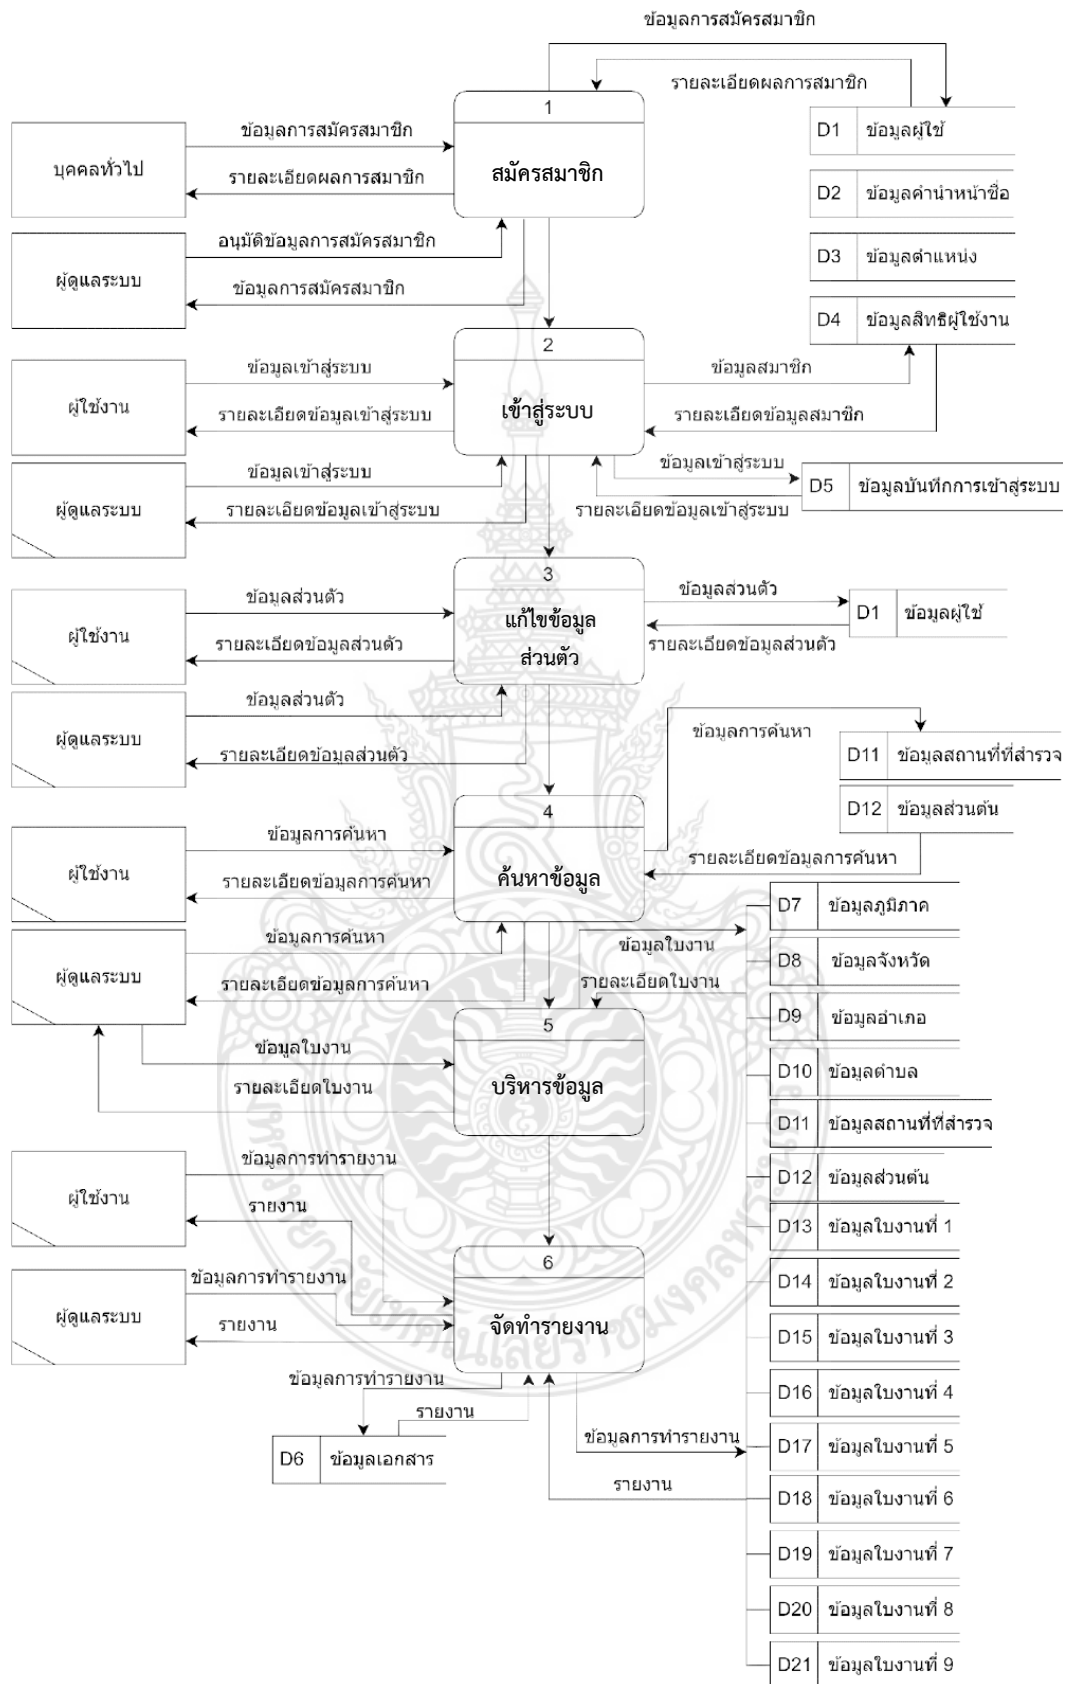 ข้อมูลการสมัครสมาชิก
รายละเอียดผลการสมาชิก
1
สมัครสมาชิก
บุคคลทั่วไป
ข้อมูลการสมัครสมาชิก
รายละเอียดผลการสมาชิก
D1 ข้อมูลผู้ใช้
D2 ข้อมูลคำนำหน้าชื่อ
D3 ข้อมูลตำแหน่ง
D4 ข้อมูลสิทธิผู้ใช้งาน
ผู้ดูแลระบบ
อนุมัติข้อมูลการสมัครสมาชิก
ข้อมูลการสมัครสมาชิก
2
เข้าสู่ระบบ
ผู้ใช้งาน
ข้อมูลเข้าสู่ระบบ
รายละเอียดข้อมูลเข้าสู่ระบบ
ข้อมูลสมาชิก
รายละเอียดข้อมูลสมาชิก
ผู้ดูแลระบบ
ข้อมูลเข้าสู่ระบบ
รายละเอียดข้อมูลเข้าสู่ระบบ
ข้อมูลเข้าสู่ระบบ
รายละเอียดข้อมูลเข้าสู่ระบบ
D5 ข้อมูลบันทึกการเข้าสู่ระบบ
3
แก้ไขข้อมูล
ส่วนตัว
ผู้ใช้งาน
ข้อมูลส่วนตัว
รายละเอียดข้อมูลส่วนตัว
ข้อมูลส่วนตัว
รายละเอียดข้อมูลส่วนตัว
D1 ข้อมูลผู้ใช้
ผู้ดูแลระบบ
ข้อมูลส่วนตัว
รายละเอียดข้อมูลส่วนตัว
ข้อมูลการค้นหา
D11 ข้อมูลสถานที่ที่สำรวจ
D12 ข้อมูลส่วนต้น
รายละเอียดข้อมูลการค้นหา
4
ค้นหาข้อมูล
ผู้ใช้งาน
ข้อมูลการค้นหา
รายละเอียดข้อมูลการค้นหา
ผู้ดูแลระบบ
ข้อมูลการค้นหา
รายละเอียดข้อมูลการค้นหา
ข้อมูลใบงาน
รายละเอียดใบงาน
5
บริหารข้อมูล
ข้อมูลใบงาน
รายละเอียดใบงาน
D7 ข้อมูลภูมิภาค
D8 ข้อมูลจังหวัด
D9 ข้อมูลอำเภอ
D10 ข้อมูลตำบล
D11 ข้อมูลสถานที่ที่สำรวจ
D12 ข้อมูลส่วนต้น
D13 ข้อมูลใบงานที่ 1
D14 ข้อมูลใบงานที่ 2
D15 ข้อมูลใบงานที่ 3
D16 ข้อมูลใบงานที่ 4
D17 ข้อมูลใบงานที่ 5
D18 ข้อมูลใบงานที่ 6
D19 ข้อมูลใบงานที่ 7
D20 ข้อมูลใบงานที่ 8
D21 ข้อมูลใบงานที่ 9
ผู้ใช้งาน
ข้อมูลการทำรายงาน
รายงาน
6
จัดทำรายงาน
ผู้ดูแลระบบ
ข้อมูลการทำรายงาน
รายงาน
ข้อมูลการทำรายงาน
รายงาน
D6 ข้อมูลเอกสาร
ข้อมูลการทำรายงาน
รายงาน
มหาวิทยาลัยเทคโนโลยีราชมงคลพระนคร